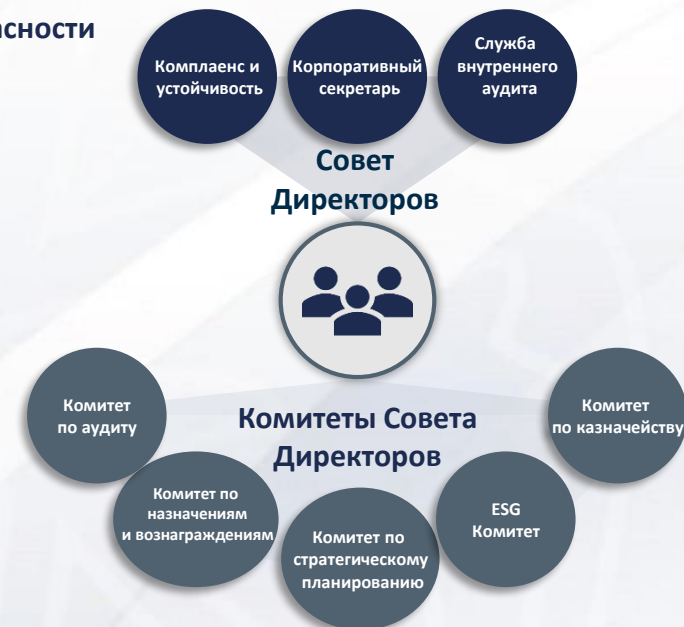 асности
Комплаенс и
устойчивость
Корпоративный
секретарь
Служба
внутреннего
аудита
Совет
Директоров
Комитеты Совета
Директоров
Комитет
по аудиту
Комитет по
назначениям
и вознаграждениям
Комитет по
стратегическому
планированию
ESG
Комитет
Комитет
по казначейству